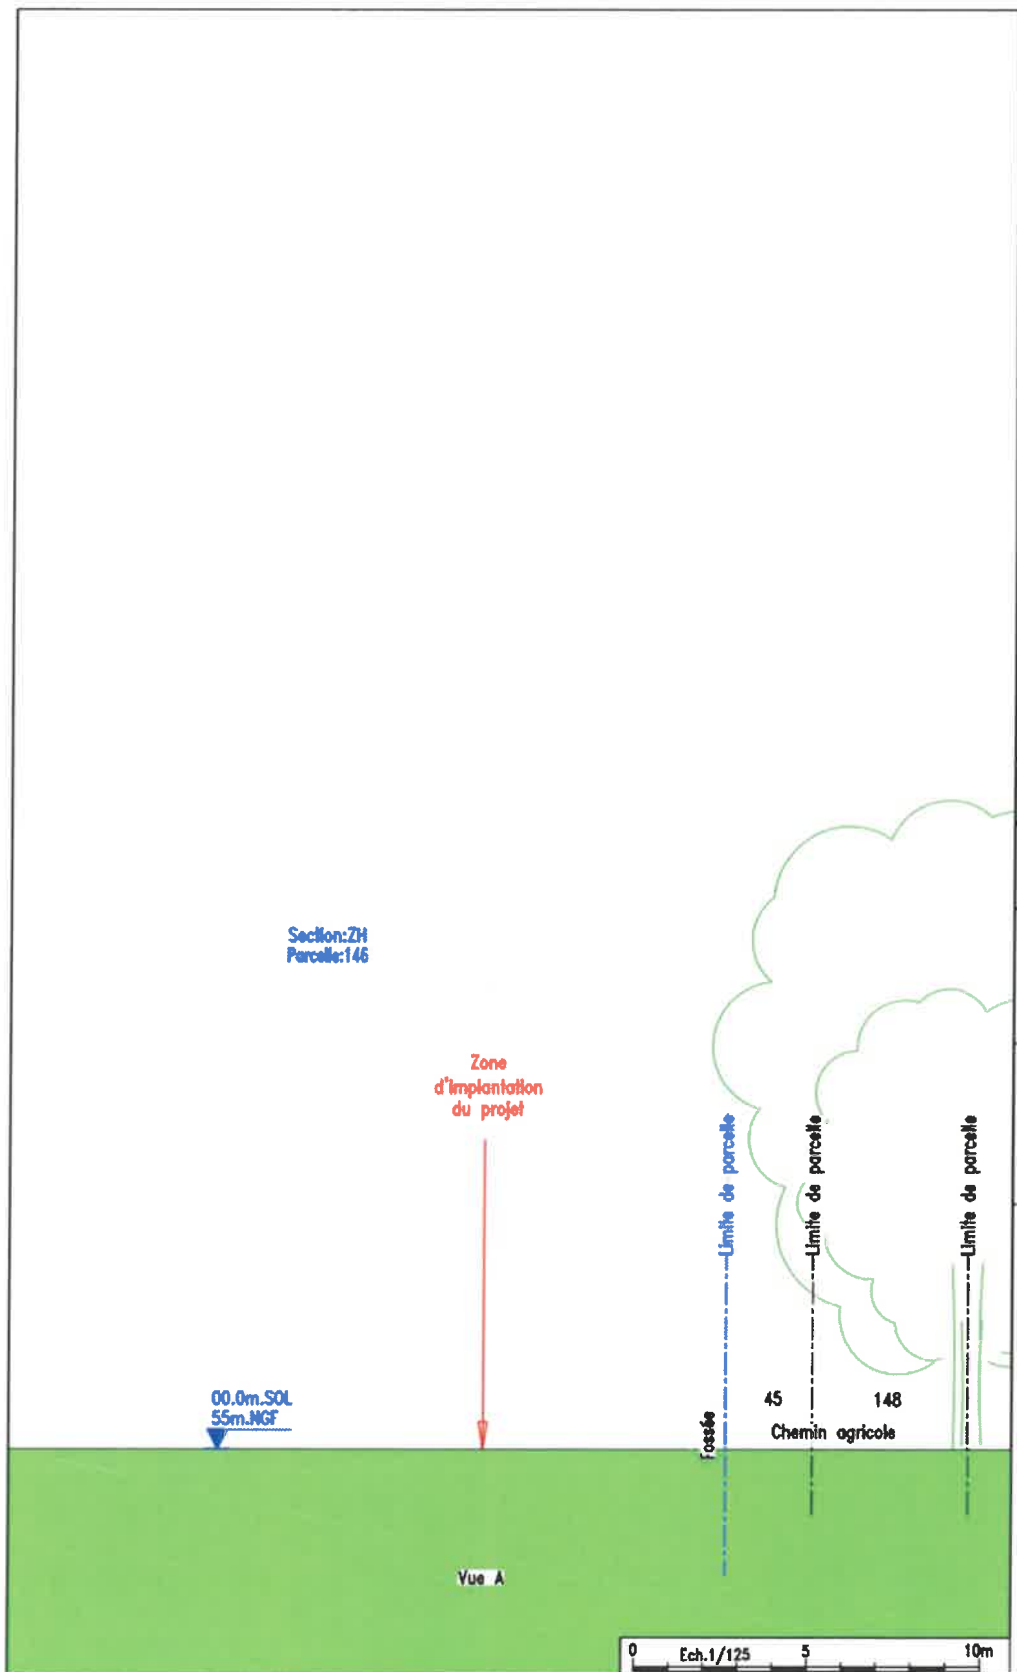 Section:ZH
Parcelle:146
Zone
d'implantation
du projet
Limite de parcelle
Limite de parcelle
Limite de parcelle
00.0m.SOL
55m.NGF
Fossée
45
148
Chemin agricole
Vue A
0
5
10m
Ech.1/125